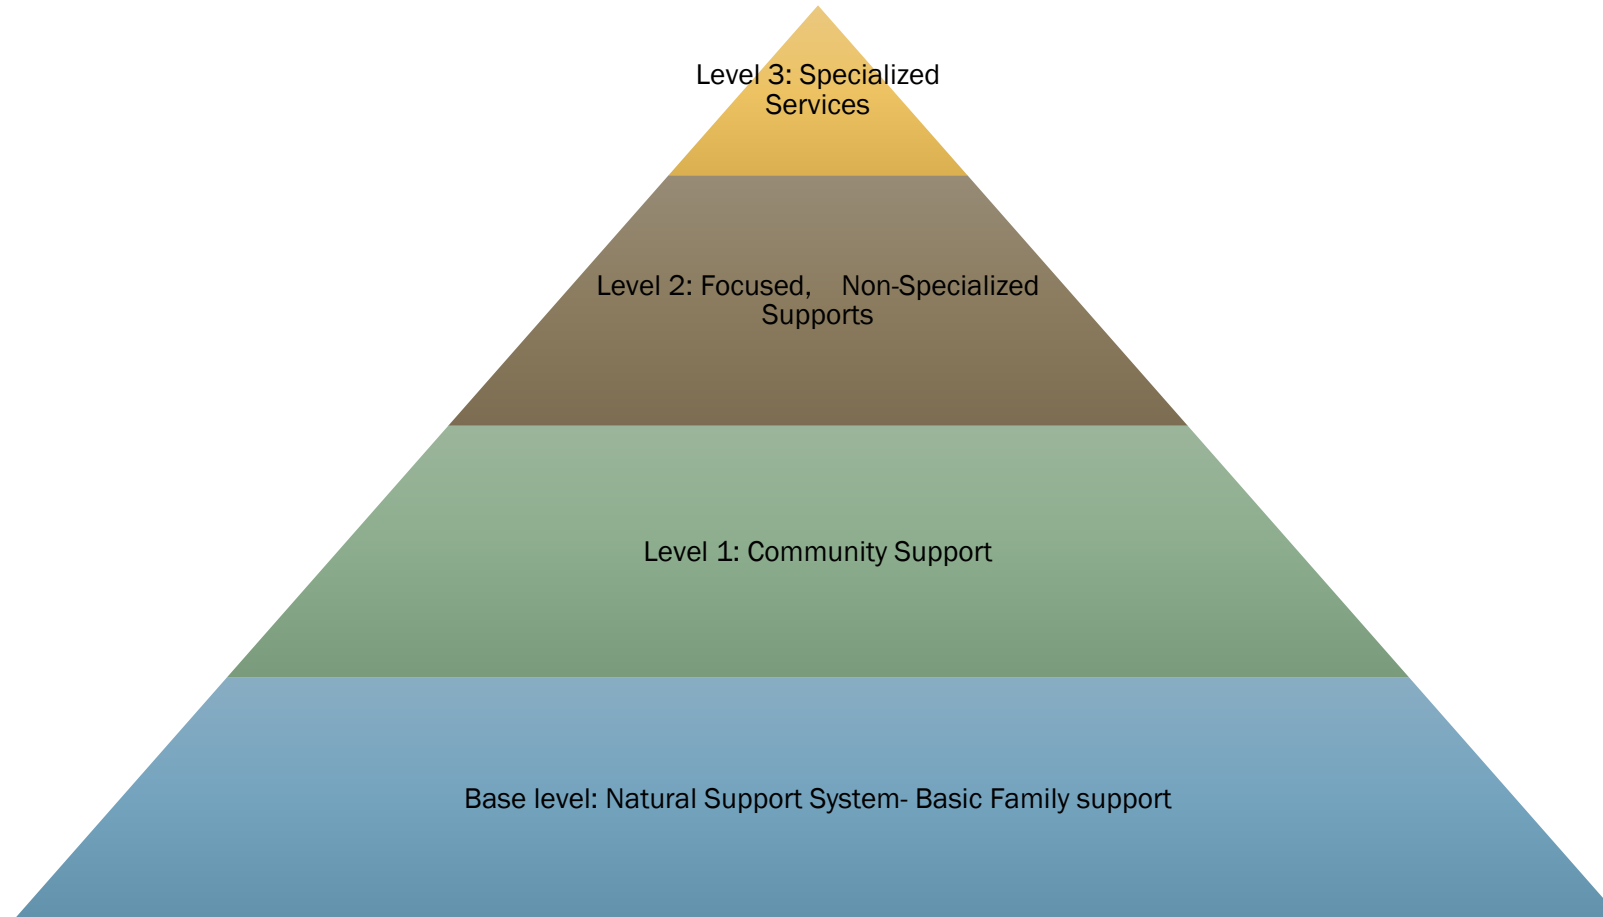 Level 3: Specialized
Services
Level 2: Focused,    Non-Specialized
Supports
Level 1: Community Support
Base level: Natural Support System- Basic Family support